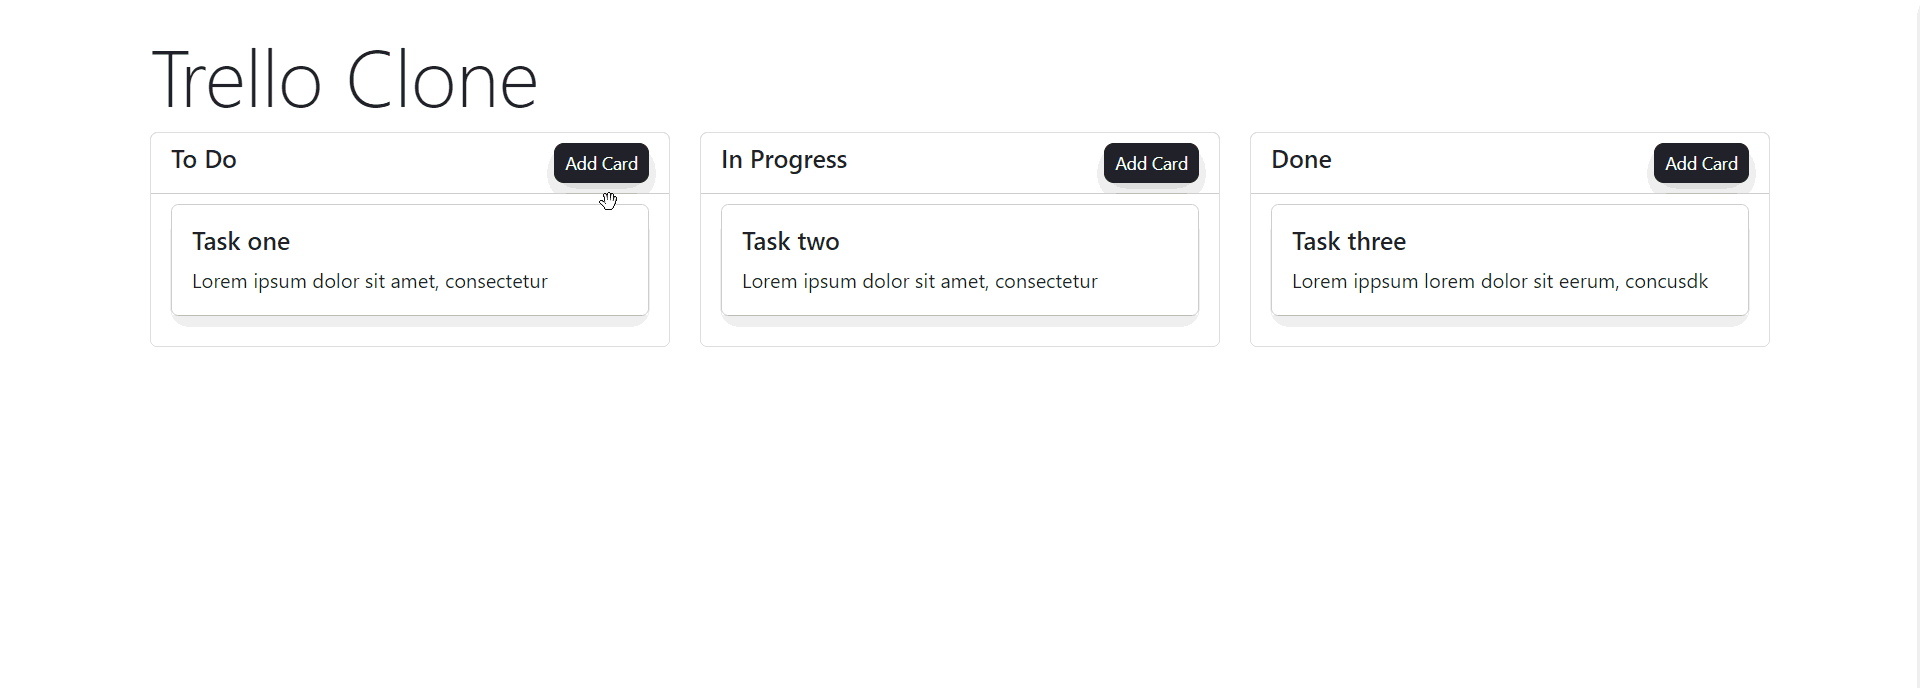 Trello Clone
To Do
Add Card
Task one
Lorem ipsum dolor sit amet, consectetur
In Progress
Add Card
Task two
Lorem ipsum dolor sit amet, consectetur
Done
Add Card
Task three
Lorem ippsum lorem dolor sit eerum, concusdk